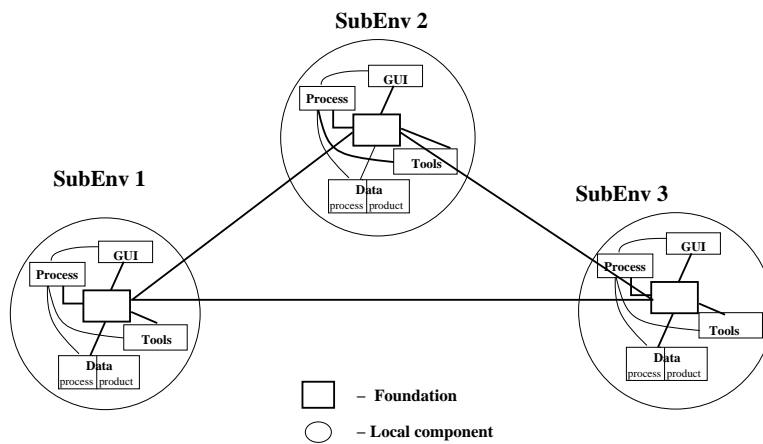 SubEnv 2
GUI
Process
Tools
Data
process product
SubEnv 1
GUI
Process
Tools
Data
process product
SubEnv 3
GUI
Process
Tools
Data
process product
– Foundation
– Local component